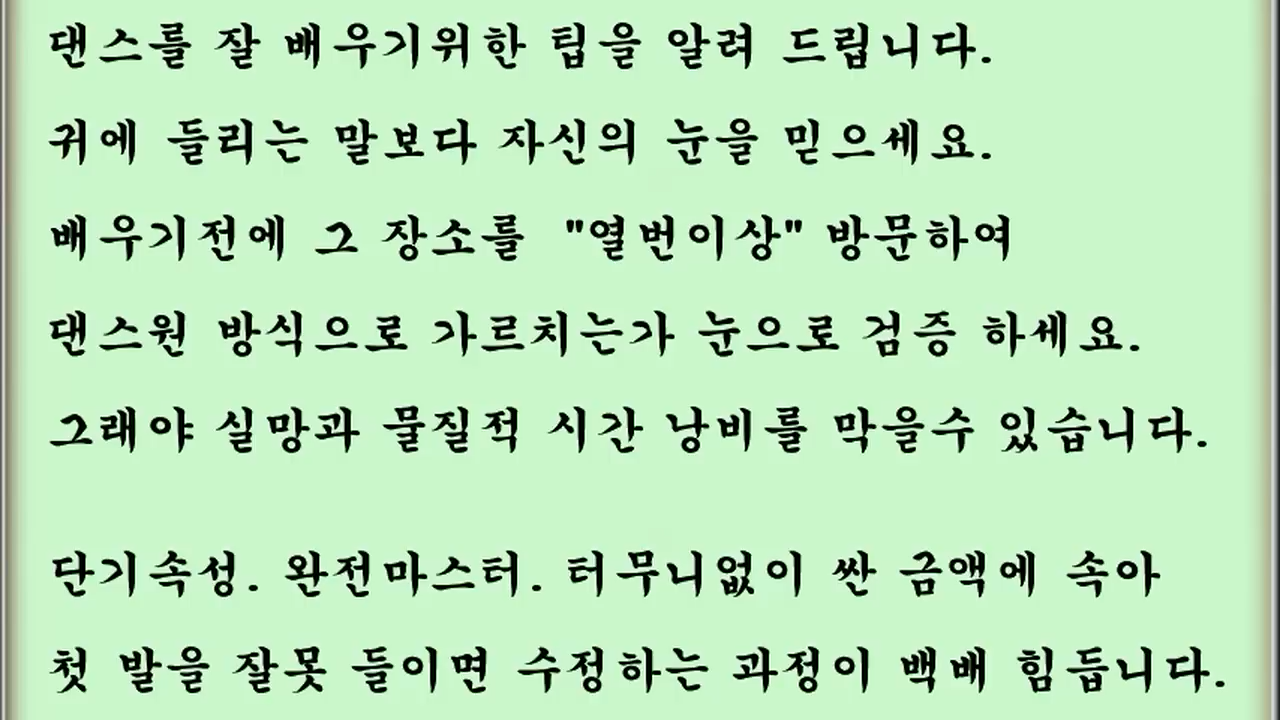 댄스를 잘 배우기위한 팁을 알려 드립니다.
귀에 들리는 말보다 자신의 눈을 믿으세요.
배우기전에 그 장소를 "열번이상" 방문하여
댄스원 방식으로 가르치는가 눈으로 검증 하세요.
그래야 실망과 물질적 시간 낭비를 막을수 있습니다.
단기속성. 완전마스터. 터무니없이 싼 금액에 속아
첫 발을 잘못 들이면 수정하는 과정이 백배 힘듭니다.